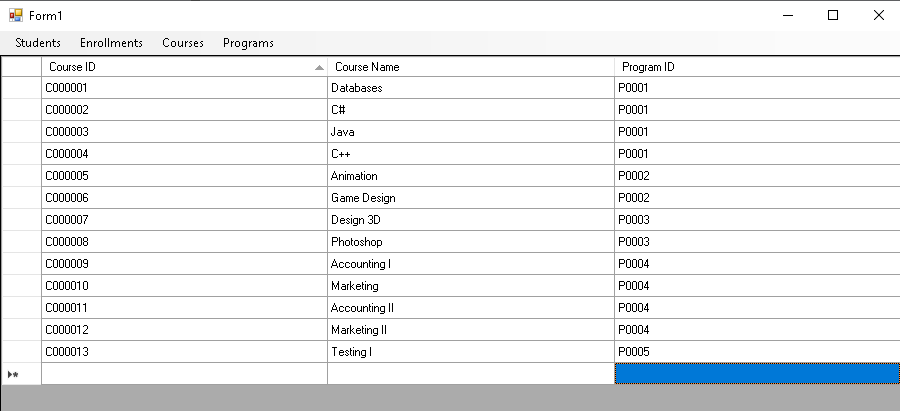 Form1
Students Enrollments Courses Programs
Course ID Course Name Program ID
C000001 Databases P0001
C000002 C# P0001
C000003 Java P0001
C000004 C++ P0001
C000005 Animation P0002
C000006 Game Design P0002
C000007 Design 3D P0003
C000008 Photoshop P0003
C000009 Accounting I P0004
C000010 Marketing P0004
C000011 Accounting II P0004
C000012 Marketing II P0004
C000013 Testing I P0005